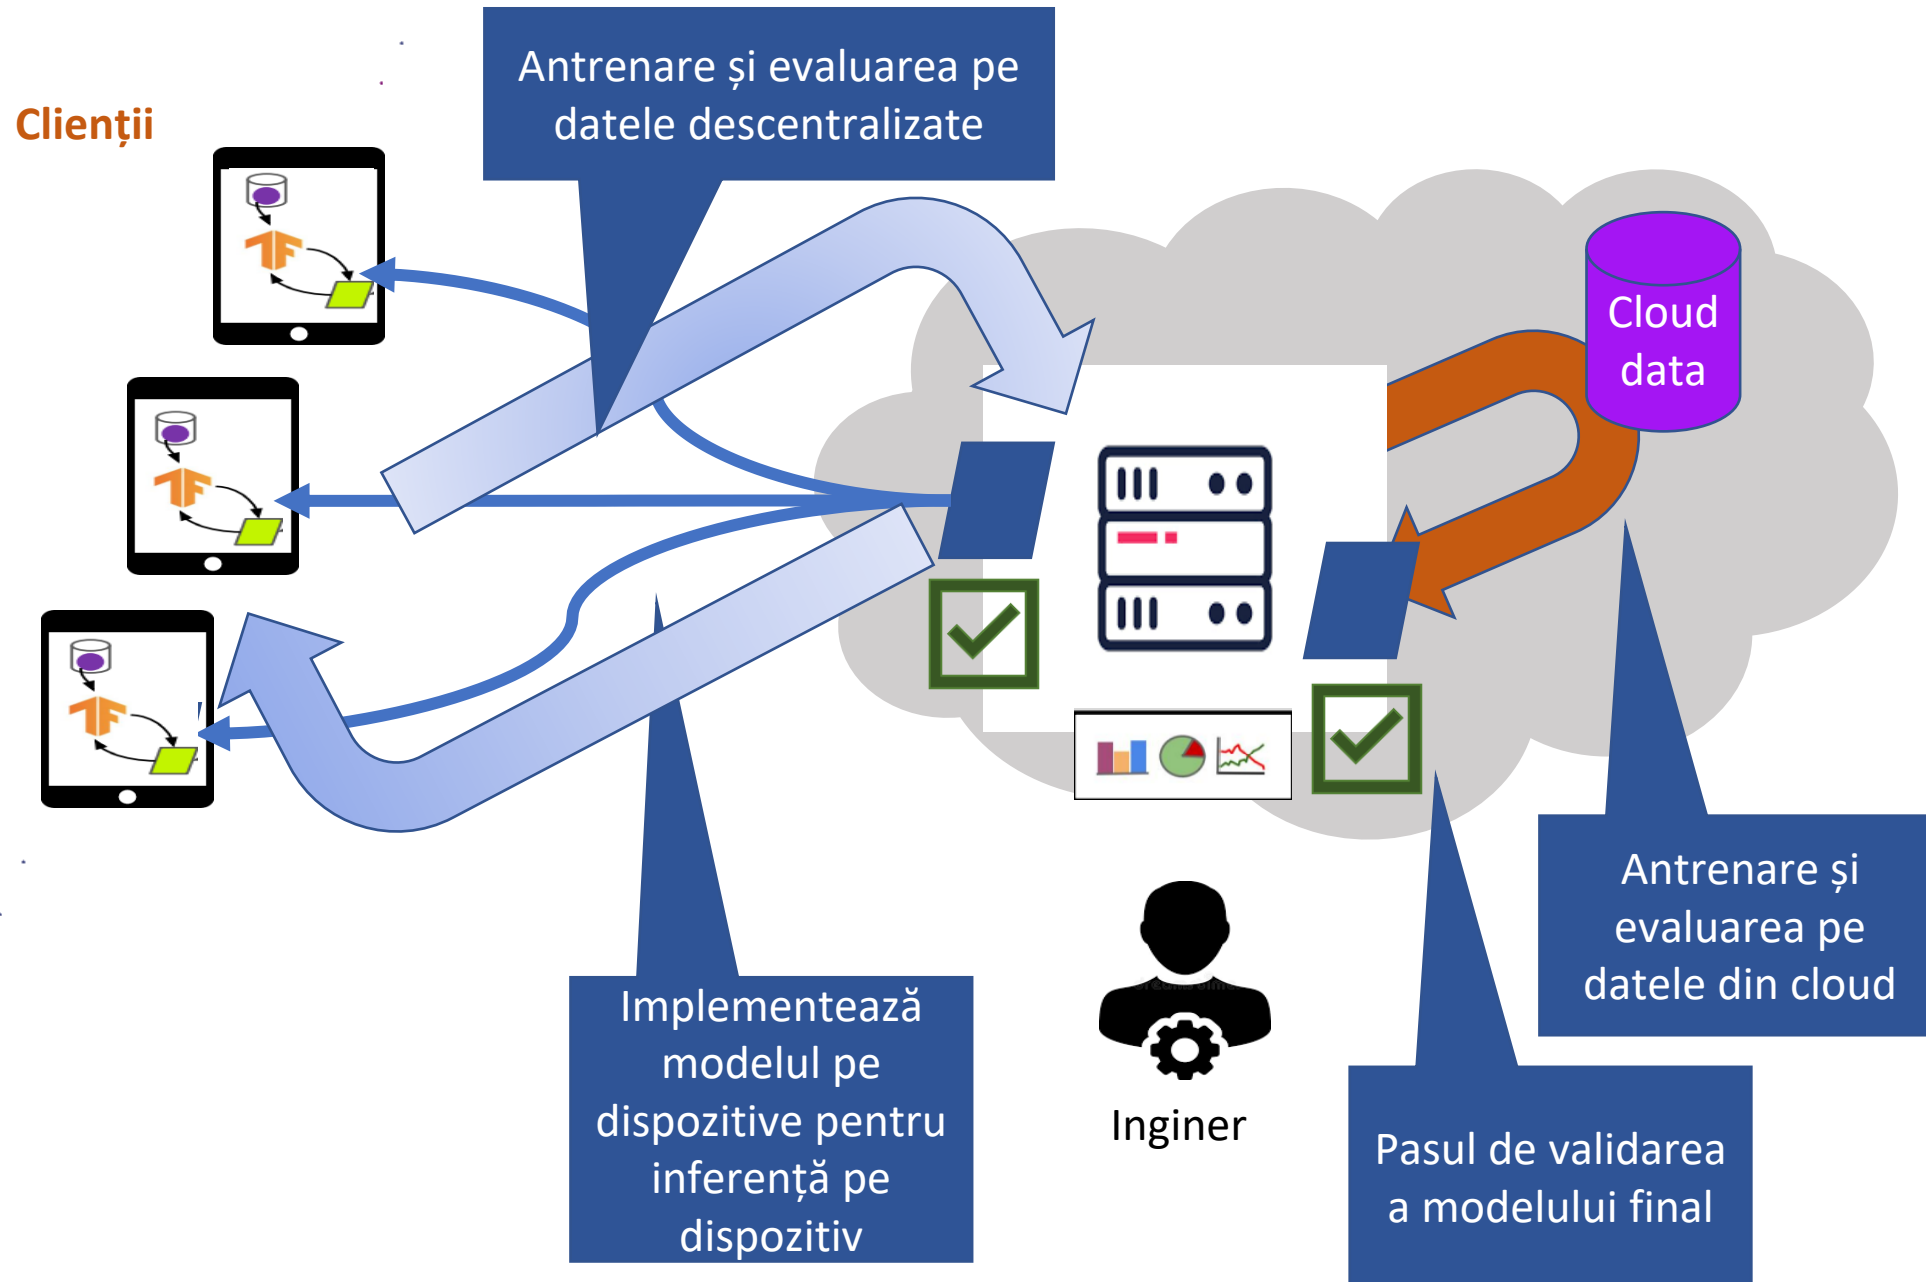 Antrenare și evaluarea pe
datele descentralizate
Clienții
Cloud
data
Antrenare și
evaluarea pe
datele din cloud
Implementează
modelul pe
dispozitive pentru
inferență pe
dispozitiv
Inginer
Pasul de validarea
a modelului final